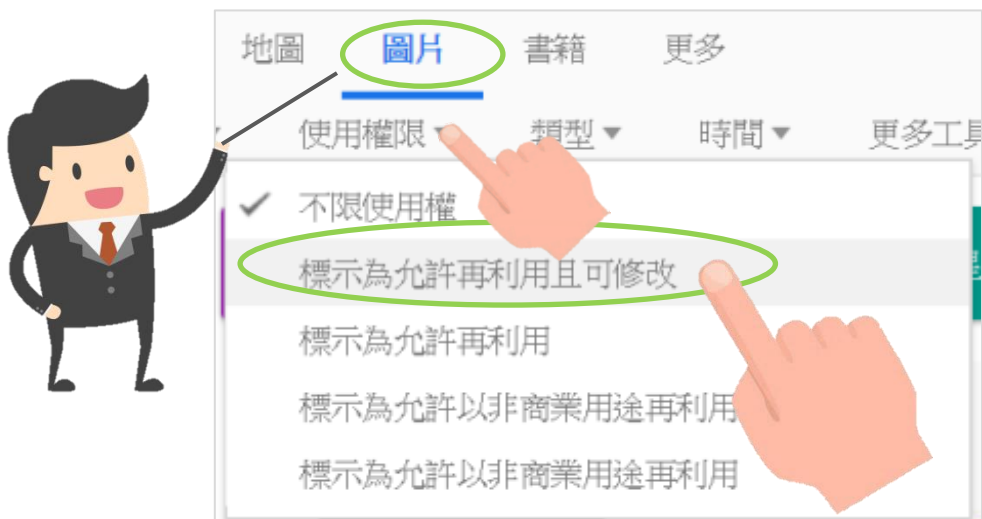 地圖 圖片 書籍 更多
使用權限 類型 時間 更多工具
不限使用權
標示為允許再利用且可修改
標示為允許再利用
標示為允許以非商業用途再利用
標示為允許以非商業用途再利用